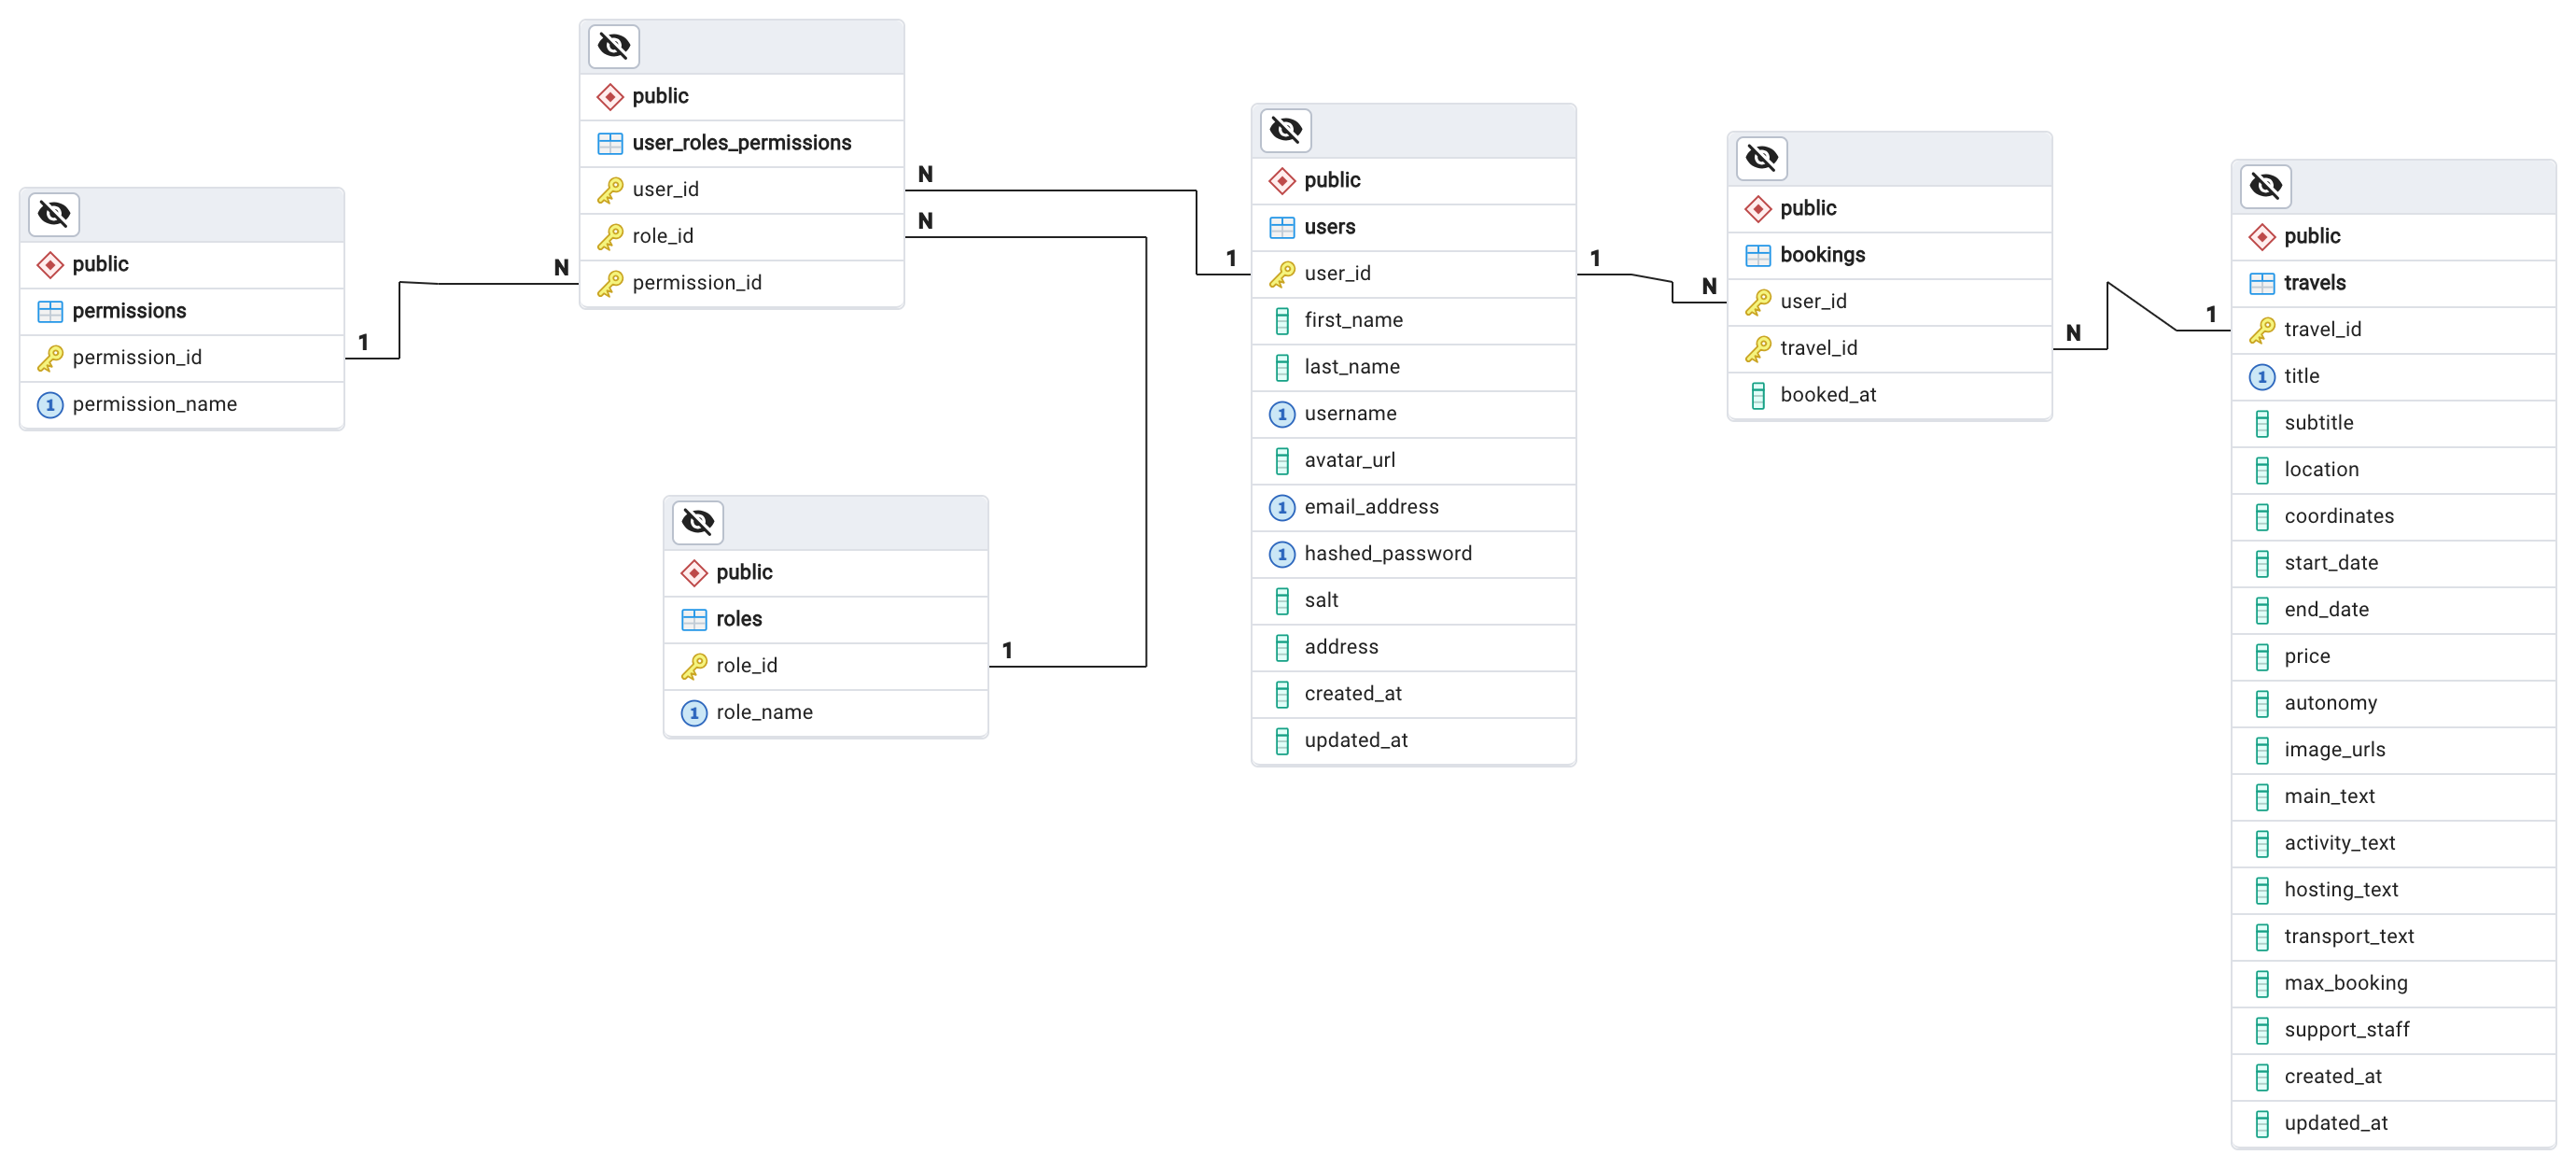 public
permissions
permission_id
permission_name
1
N
public
user_roles_permissions
user_id
role_id
permission_id
N
N
public
roles
role_id
role_name
1
1
public
users
user_id
first_name
last_name
username
avatar_url
email_address
hashed_password
salt
address
created_at
updated_at
1
N
public
bookings
user_id
travel_id
booked_at
N
1
public
travels
travel_id
title
subtitle
location
coordinates
start_date
end_date
price
autonomy
image_urls
main_text
activity_text
hosting_text
transport_text
max_booking
support_staff
created_at
updated_at